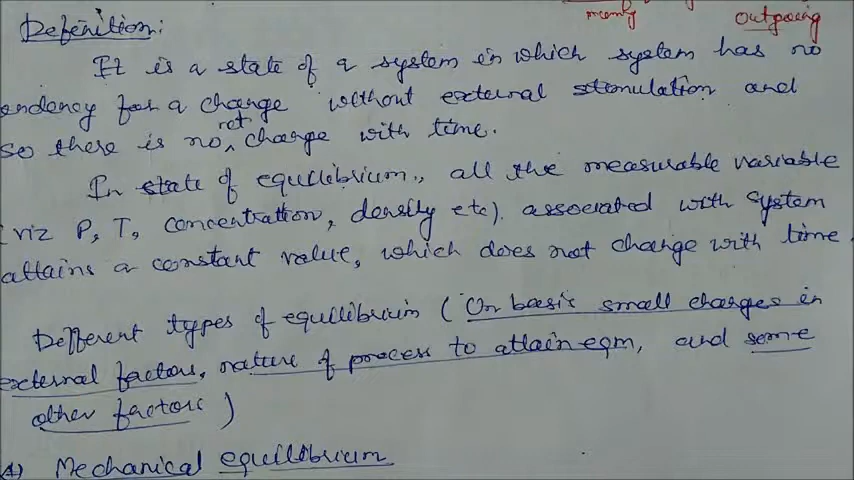 incoming outgoing
Definition:
It is a state of a system in which system has no
endency for a change without external stimulation and
so there is no net change with time.
In state of equilibrium, all the measurable variable
(viz P, T, concentration, density etc) associated with system
attains a constant value, which does not change with time.
Different types of equilibrium (On basis small changes in
external factors, nature of process to attain eqm, and some
other factors)
A) Mechanical equilibrium